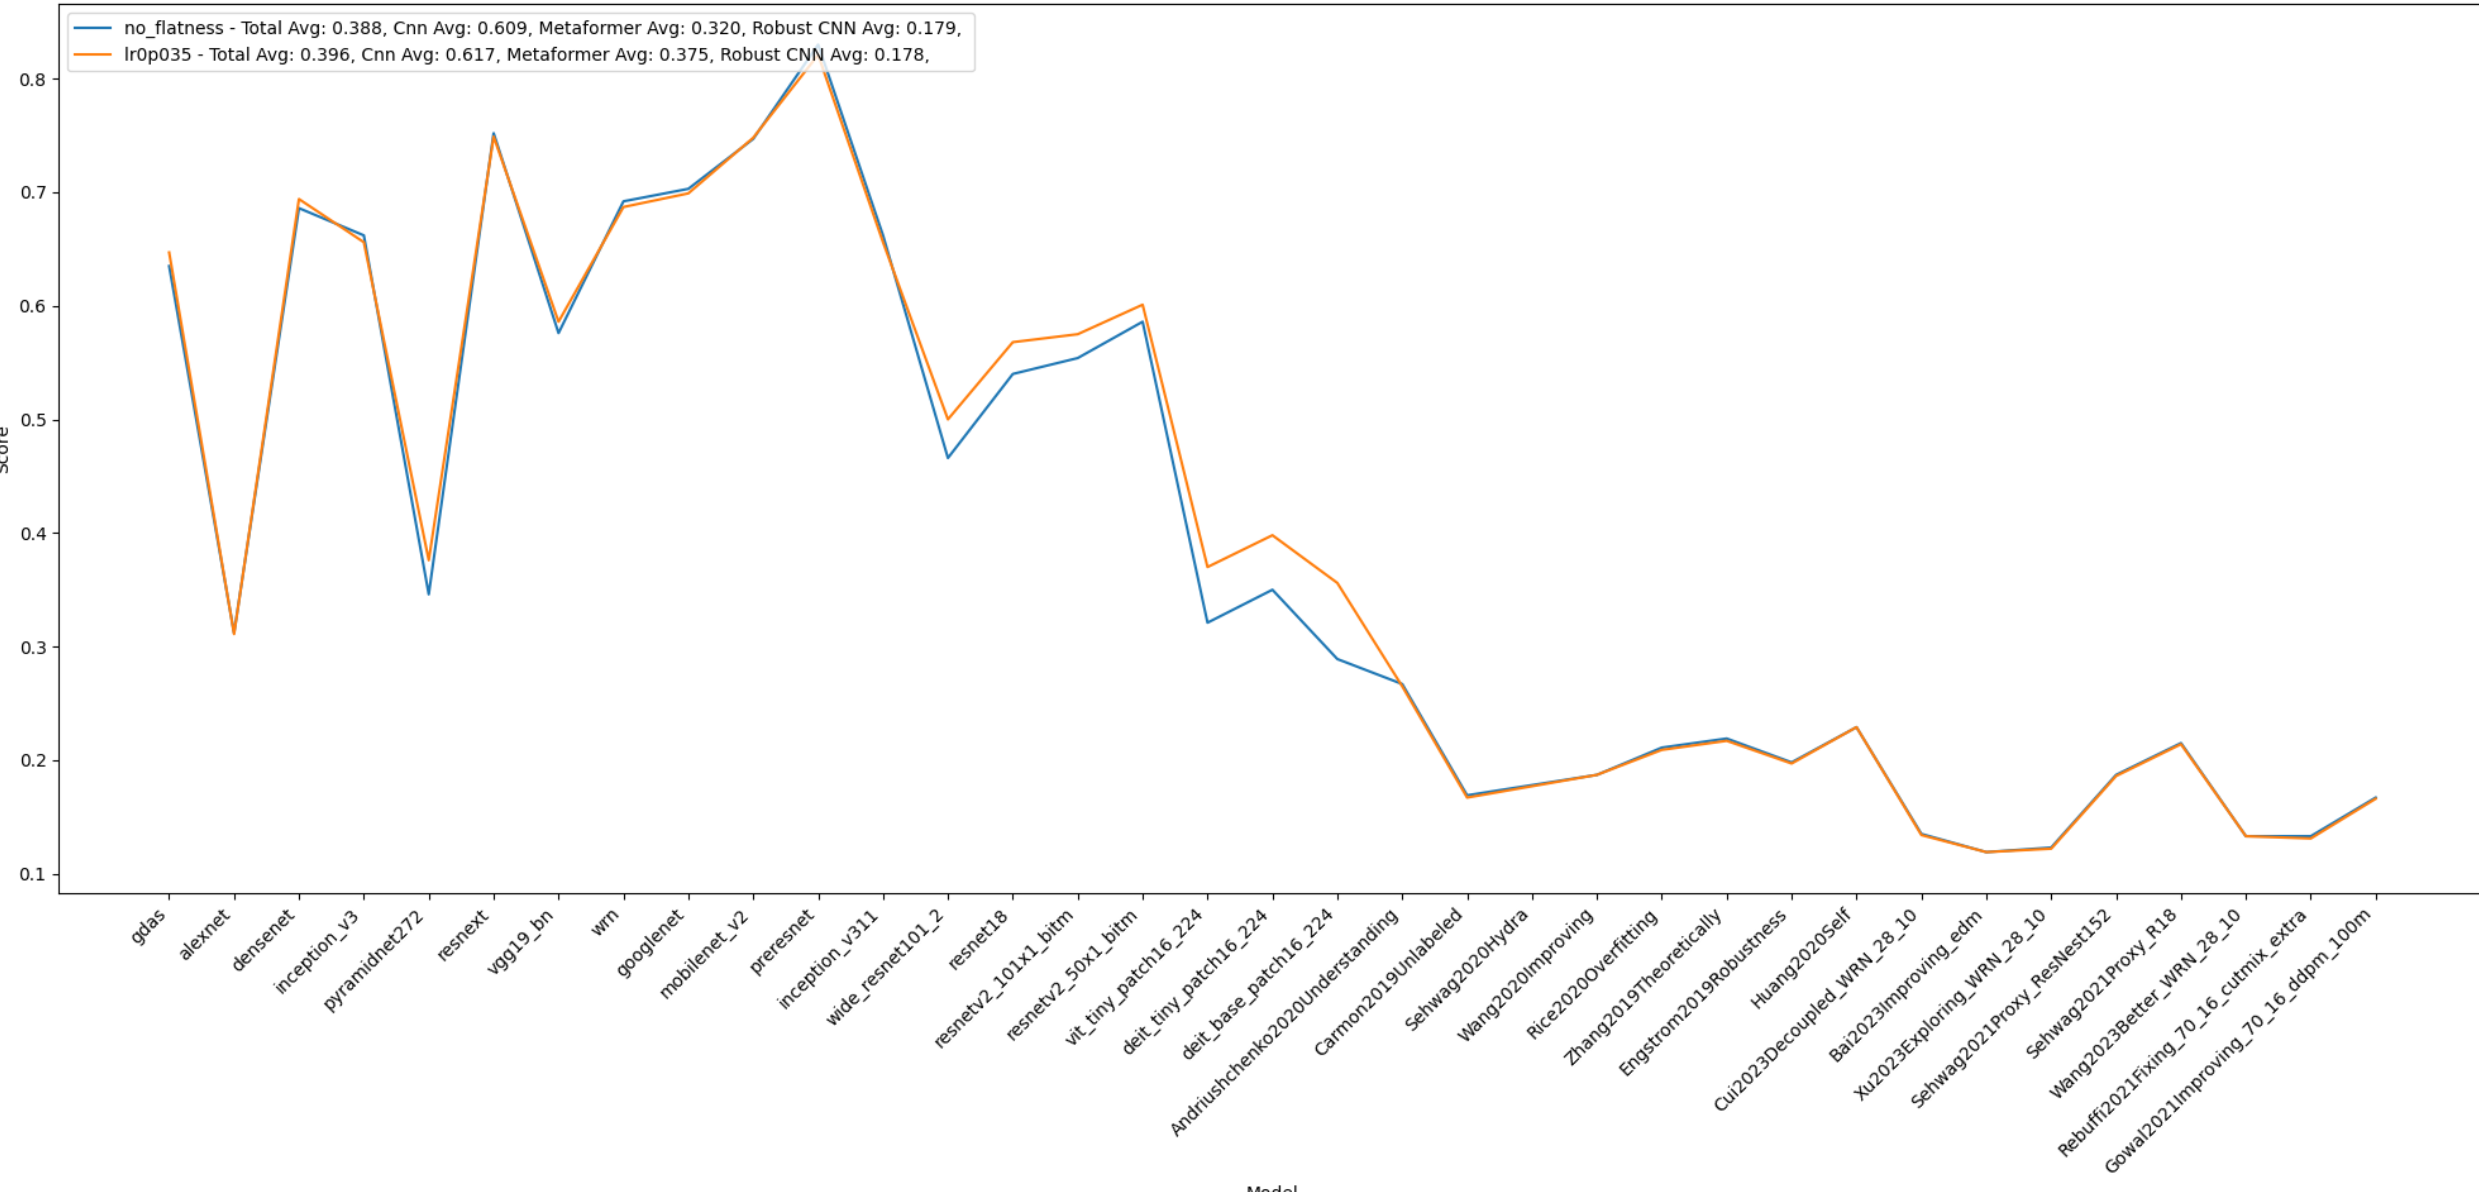 no_flatness - Total Avg: 0.388, Cnn Avg: 0.609, Metaformer Avg: 0.320, Robust CNN Avg: 0.179,
lr0p035 - Total Avg: 0.396, Cnn Avg: 0.617, Metaformer Avg: 0.375, Robust CNN Avg: 0.178,
0.8
0.7
0.6
0.5
0.4
0.3
0.2
0.1
Score
gdas
alexnet
densenet
inception_v3
pyramidnet272
resnext
vgg19_bn
wrn
googlenet
mobilenet_v2
preresnet
inception_v311
wide_resnet101_2
resnet18
resnetv2_101x1_bitm
resnetv2_50x1_bitm
vit_tiny_patch16_224
deit_tiny_patch16_224
deit_base_patch16_224
Andriushchenko2020Understanding
Carmon2019Unlabeled
Sehwag2020Hydra
Wang2020Improving
Rice2020Overfitting
Zhang2019Theoretically
Engstrom2019Robustness
Huang2020Self
Cui2023Decoupled_WRN_28_10
Bai2023Improving_edm
Xu2023Exploring_WRN_28_10
Sehwag2021Proxy_ResNest152
Sehwag2021Proxy_R18
Wang2023Better_WRN_28_10
Rebuffi2021Fixing_70_16_cutmix_extra
Gowal2021Improving_70_16_ddpm_100m
Model